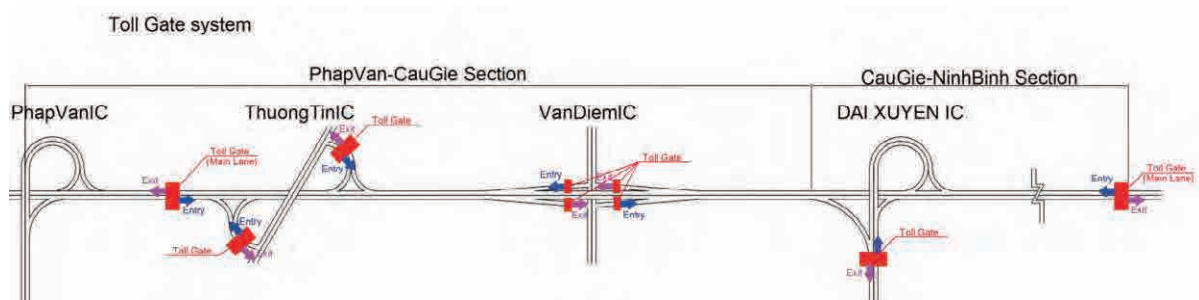 Toll Gate system
PhapVan-CauGie Section
CauGie-NinhBinh Section
PhapVanIC
ThuongTinIC
VanDiemIC
DAI XUYEN IC
Exit
Toll Gate
Entry
Toll Gate
(Main Lane)
Exit
Entry
Entry
Toll Gate
Exit
Toll Gate
Entry
Exit
Exit
Entry
Toll Gate
(Main Lane)
Entry
Exit
Entry
Toll Gate
Exit